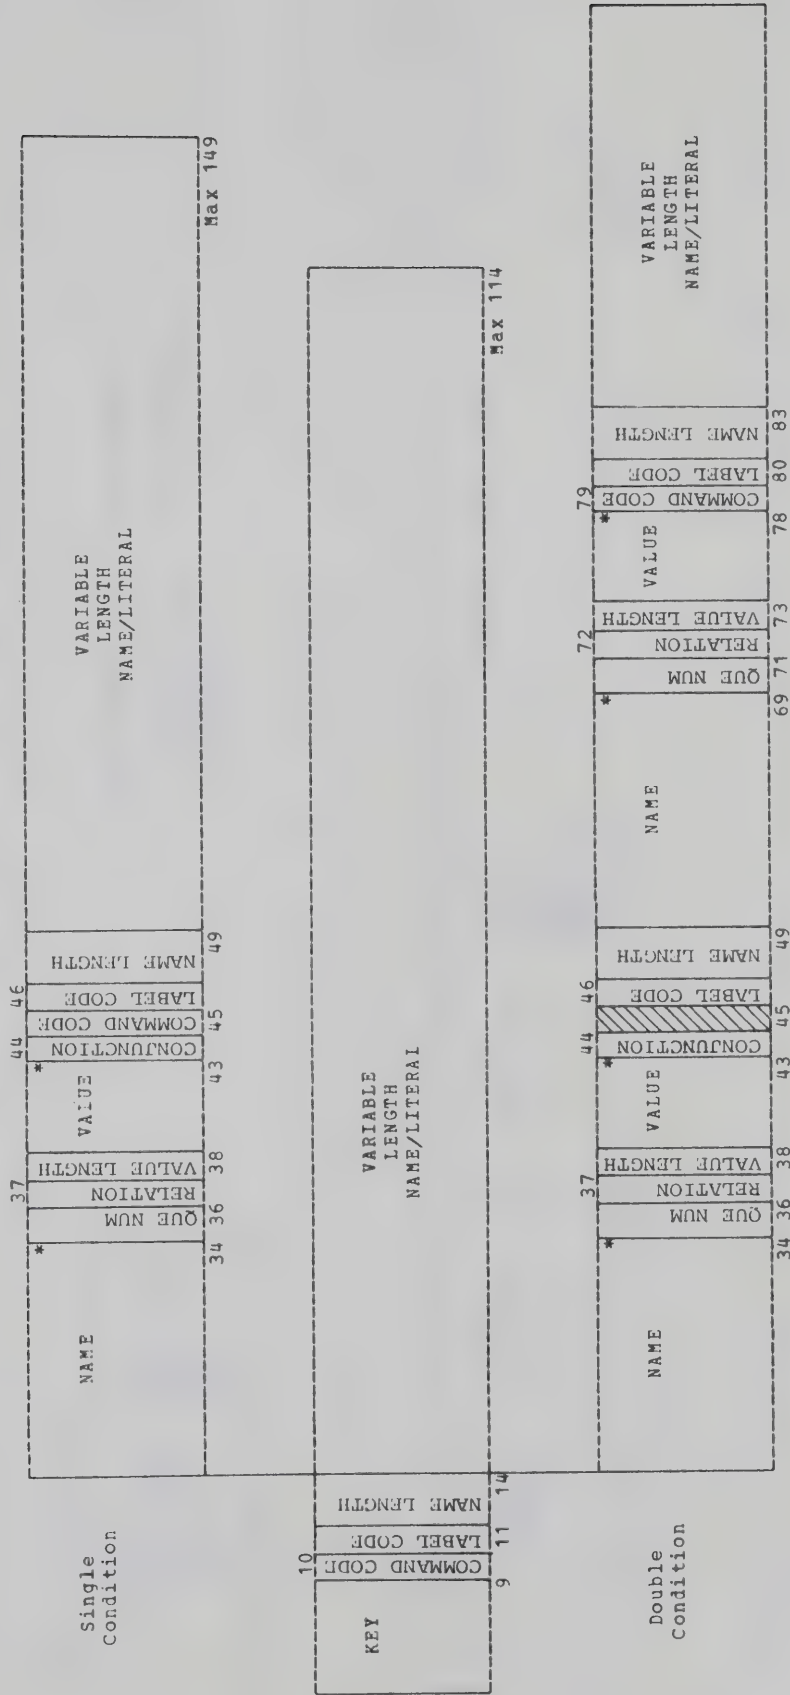 Single
Condition
NAME
*
34
QUE NUM
36
RELATION
37
VALUE LENGTH
38
VALUE
*
43
CONJUNCTION
44
COMMAND CODE
45
LABEL CODE
46
NAME LENGTH
49
VARIABLE
LENGTH
NAME/LITERAL
Max 149
KEY
9
COMMAND CODE
10
LABEL CODE
11
NAME LENGTH
14
VARIABLE
LENGTH
NAME/LITERAL
Max 114
Double
Condition
NAME
*
34
QUE NUM
36
RELATION
37
VALUE LENGTH
38
VALUE
*
43
CONJUNCTION
44
45
LABEL CODE
46
NAME LENGTH
49
NAME
*
69
QUE NUM
71
RELATION
72
VALUE LENGTH
73
VALUE
*
78
COMMAND CODE
79
LABEL CODE
80
NAME LENGTH
83
VARIABLE
LENGTH
NAME/LITERAL